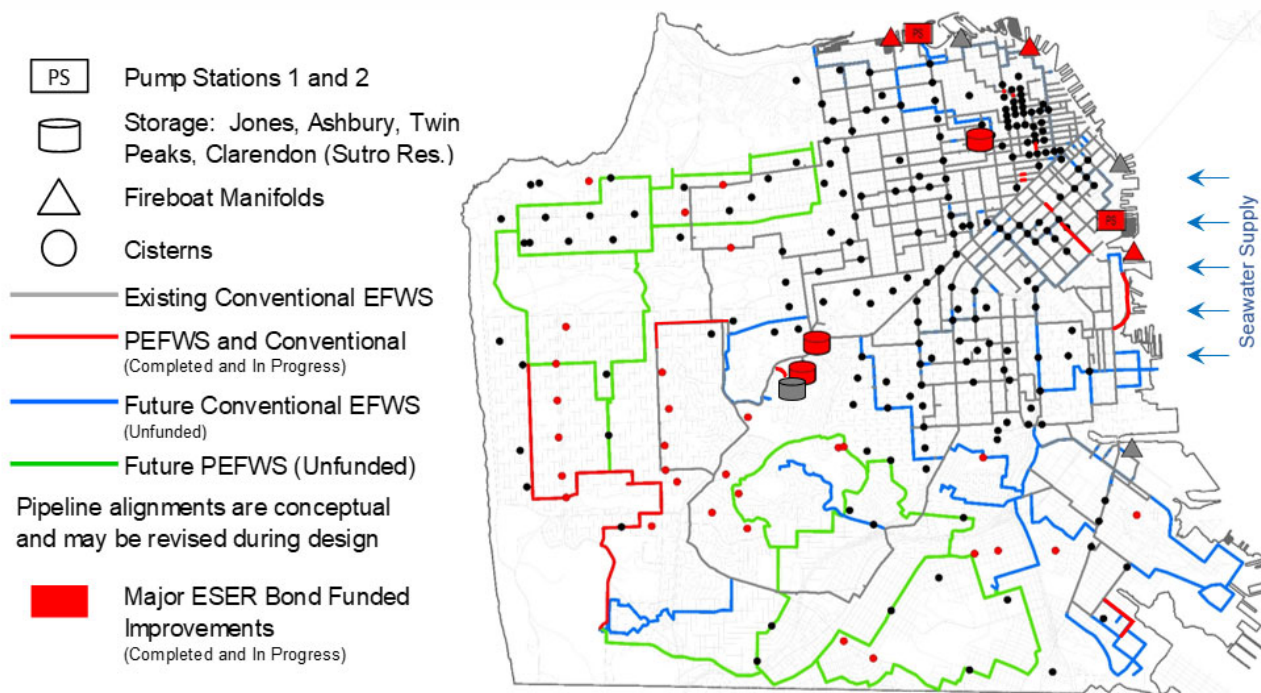 PS
Pump Stations 1 and 2
Storage: Jones, Ashbury, Twin
Peaks, Clarendon (Sutro Res.)
Fireboat Manifolds
Cisterns
Existing Conventional EFWS
PEFWS and Conventional
(Completed and In Progress)
Future Conventional EFWS
(Unfunded)
Future PEFWS (Unfunded)
Pipeline alignments are conceptual
and may be revised during design
Major ESER Bond Funded
Improvements
(Completed and In Progress)
PS
PS
Seawater Supply